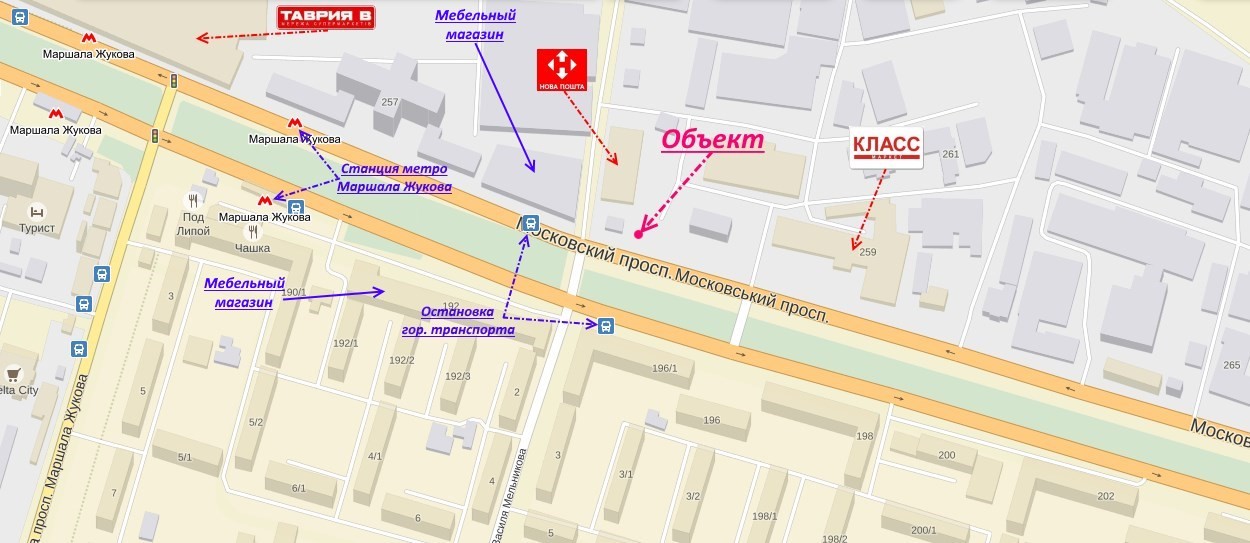 ТАВРИЯ В
МЕРЕЖА СУПЕРМАРКЕТІВ
Мебельный
магазин
Маршала Жукова
НОВА ПОШТА
257
Маршала Жукова
Маршала Жукова
Объект
КЛАСС
МАРКЕТ
261
Станция метро
Маршала Жукова
Турист
Под
Липой
Маршала Жукова
Чашка
Московский просп.
Московський просп.
259
Мебельный
магазин
190/1
192
3
Остановка
гор. транспорта
192/1
192/2
192/3
196/1
265
elta City
5
2
196
198
Московс
5/2
5/1
4/1
3
200
6/1
4
3/1
3/2
202
7
5
198/1
198/2
200/1
Василя Мельникова
а просп. Маршала Жукова